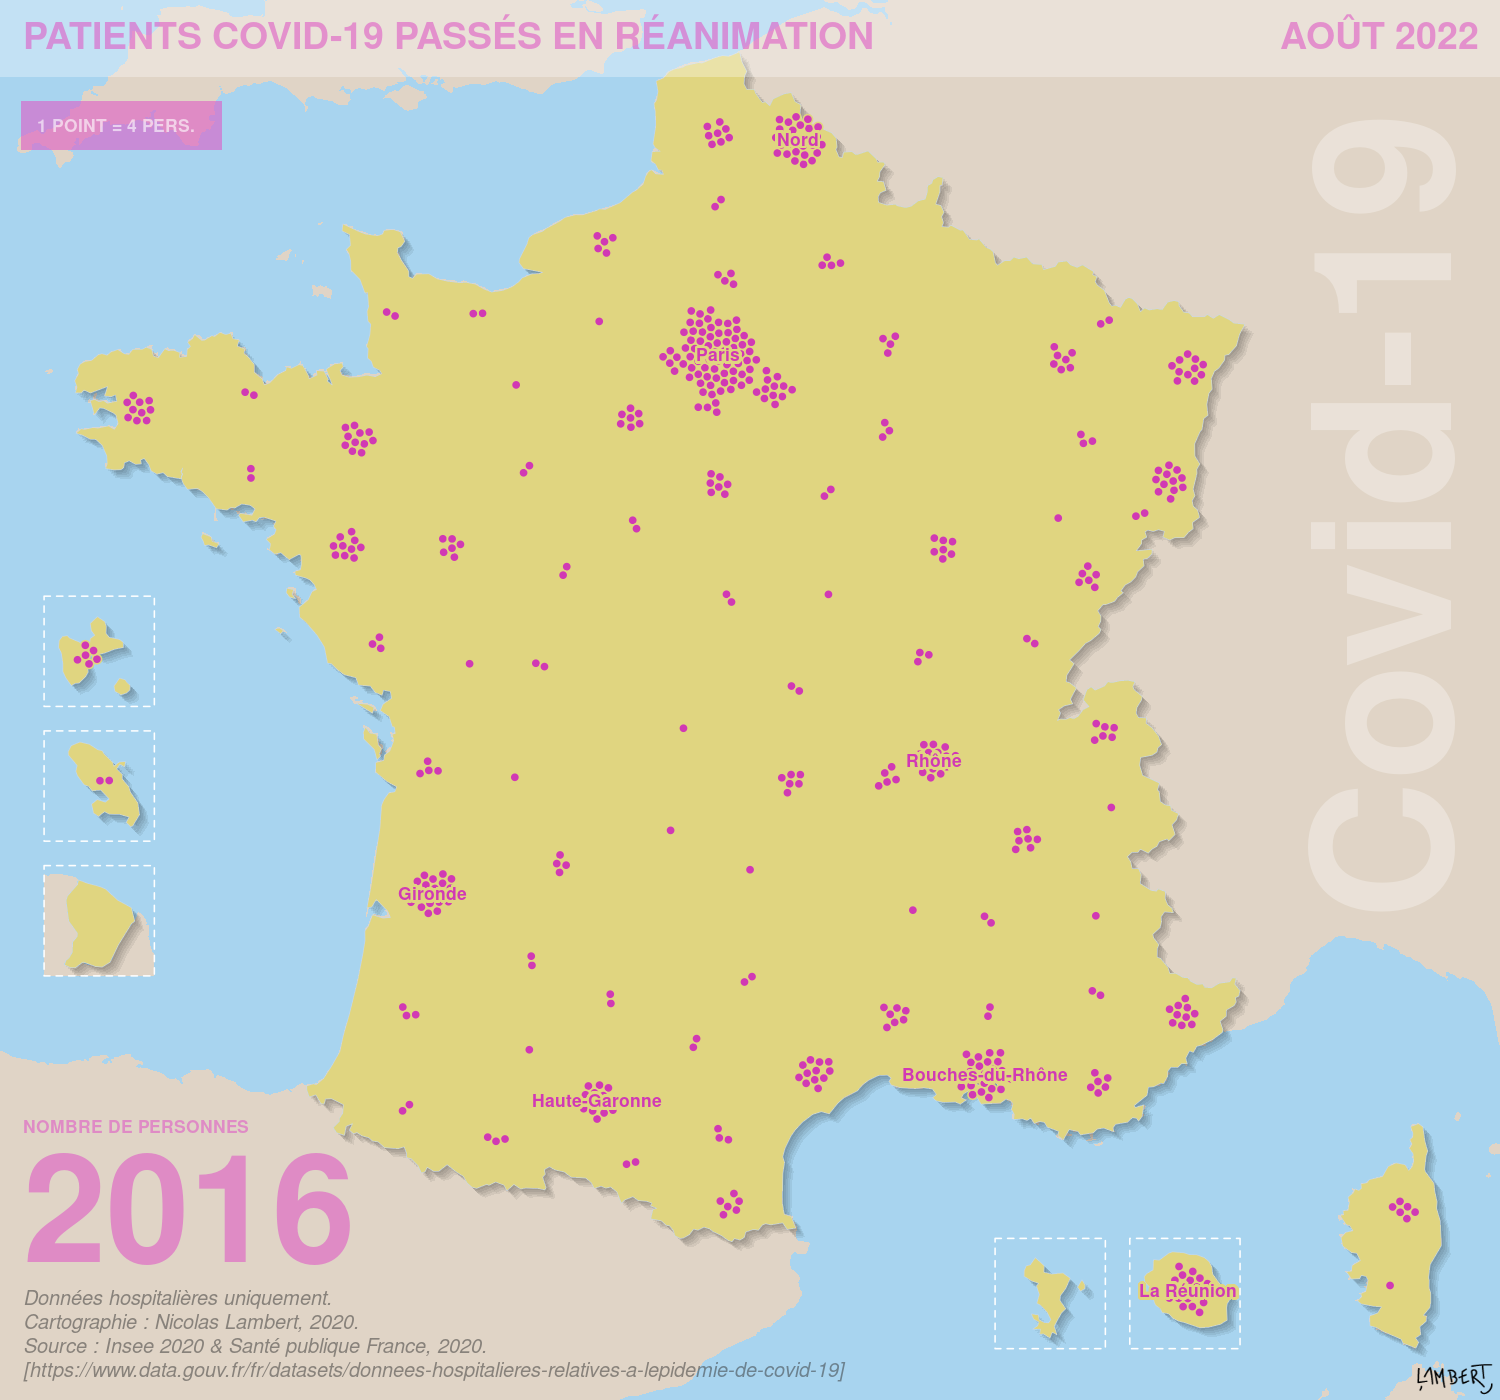 PATIENTS COVID-19 PASSÉS EN RÉANIMATION
AOÛT 2022
1 POINT = 4 PERS.
Covid-19
Nord
Paris
Rhône
Gironde
Bouches-du-Rhône
Haute-Garonne
La Réunion
NOMBRE DE PERSONNES
2016
Données hospitalières uniquement.
Cartographie : Nicolas Lambert, 2020.
Source : Insee 2020 & Santé publique France, 2020.
[https://www.data.gouv.fr/fr/datasets/donnees-hospitalieres-relatives-a-lepidemie-de-covid-19]
LAMBERT